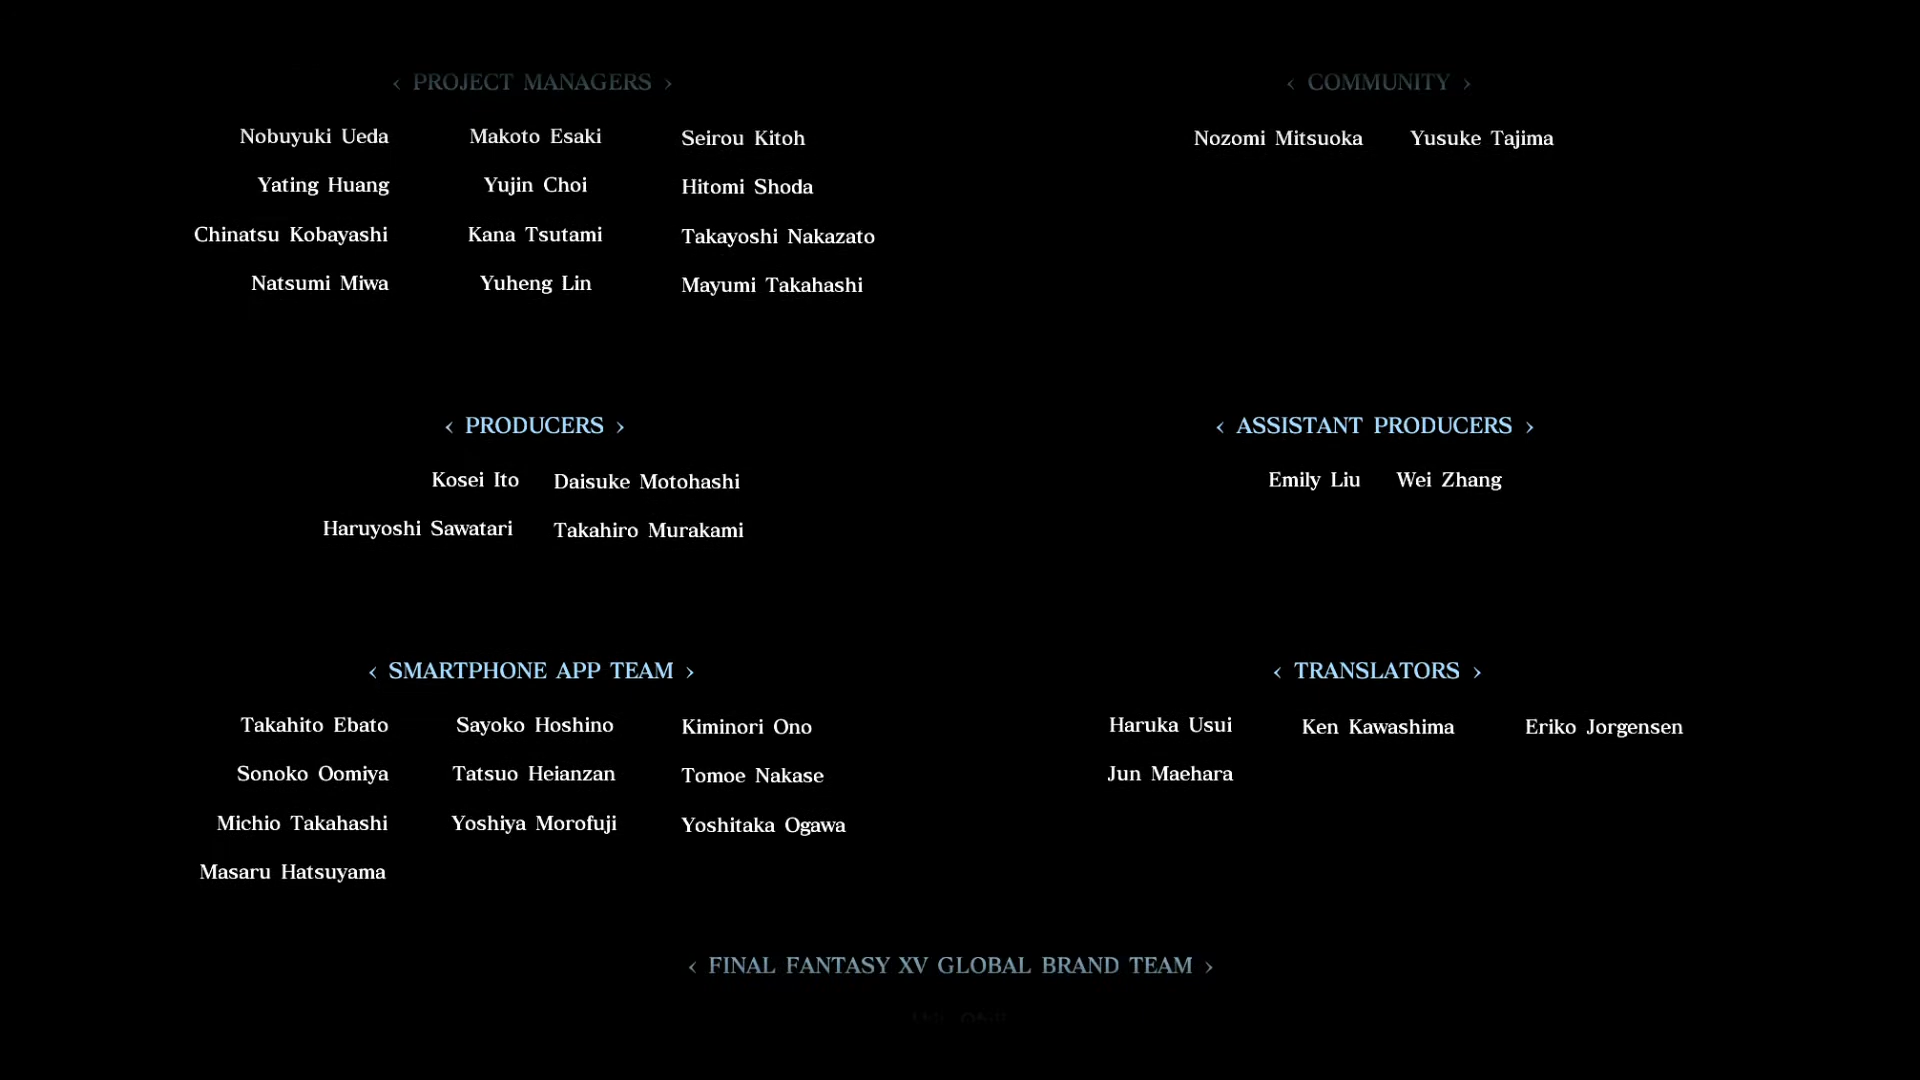 ‹ PROJECT MANAGERS ›
Nobuyuki Ueda Makoto Esaki Seirou Kitoh
Yating Huang Yujin Choi Hitomi Shoda
Chinatsu Kobayashi Kana Tsutami Takayoshi Nakazato
Natsumi Miwa Yuheng Lin Mayumi Takahashi
‹ COMMUNITY ›
Nozomi Mitsuoka Yusuke Tajima
‹ PRODUCERS ›
Kosei Ito Daisuke Motohashi
Haruyoshi Sawatari Takahiro Murakami
‹ ASSISTANT PRODUCERS ›
Emily Liu Wei Zhang
‹ SMARTPHONE APP TEAM ›
Takahito Ebato Sayoko Hoshino Kiminori Ono
Sonoko Oomiya Tatsuo Heianzan Tomoe Nakase
Michio Takahashi Yoshiya Morofuji Yoshitaka Ogawa
Masaru Hatsuyama
‹ TRANSLATORS ›
Haruka Usui Ken Kawashima Eriko Jorgensen
Jun Maehara
‹ FINAL FANTASY XV GLOBAL BRAND TEAM ›